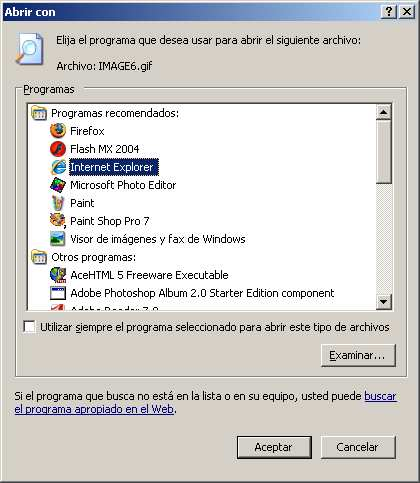 Abrir con
Elija el programa que desea usar para abrir el siguiente archivo:
Archivo: IMAGE6.gif
Programas
Programas recomendados:
Firefox
Flash MX 2004
Internet Explorer
Microsoft Photo Editor
Paint
Paint Shop Pro 7
Visor de imágenes y fax de Windows
Otros programas:
AceHTML 5 Freeware Executable
Adobe Photoshop Album 2.0 Starter Edition component
Adobe Reader 7.0
Utilizar siempre el programa seleccionado para abrir este tipo de archivos
Examinar...
Si el programa que busca no está en la lista o en su equipo, usted puede buscar
el programa apropiado en el Web.
Aceptar
Cancelar